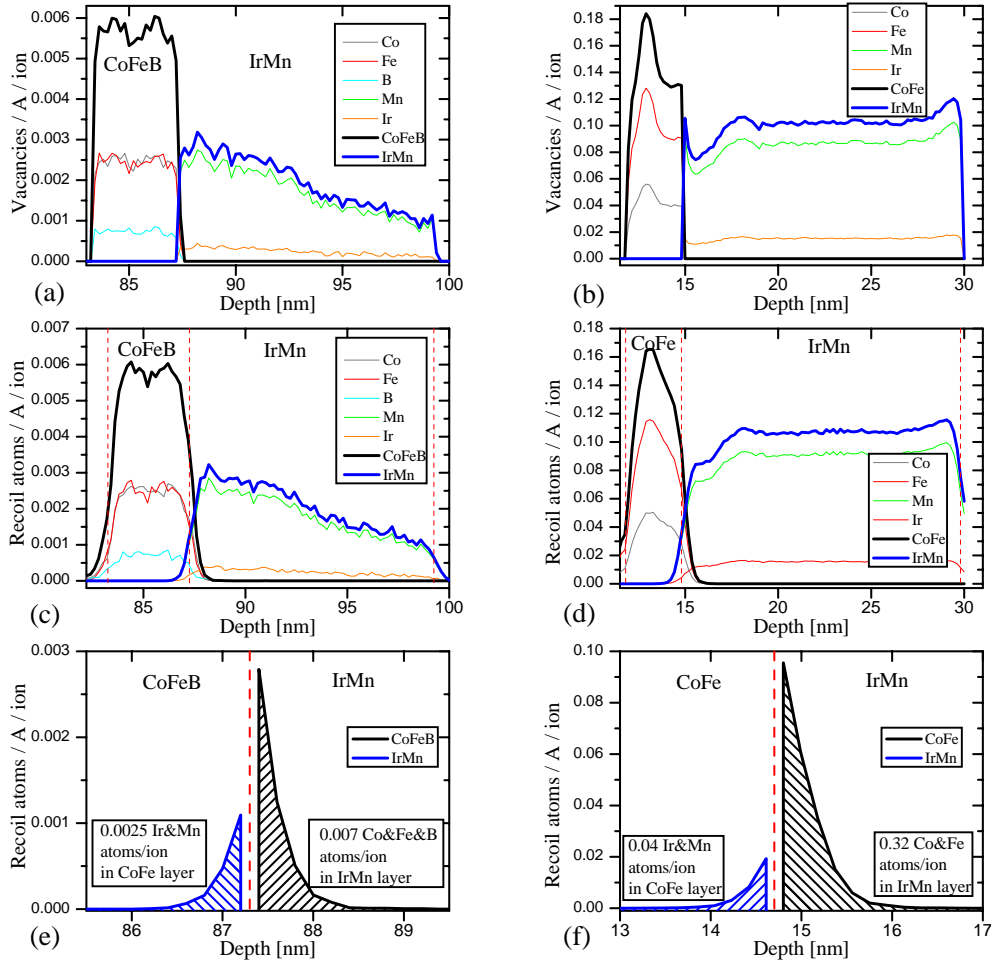 0.006
0.005
0.004
0.003
0.002
0.001
0.000
Vacancies / A / ion
CoFeB
IrMn
Co
Fe
B
Mn
Ir
CoFeB
IrMn
85
90
95
100
(a)
Depth [nm]
0.18
0.16
0.14
0.12
0.10
0.08
0.06
0.04
0.02
0.00
Vacancies / A / ion
Co
Fe
Mn
Ir
CoFe
IrMn
15
20
25
30
(b)
Depth [nm]
0.007
0.006
0.005
0.004
0.003
0.002
0.001
0.000
Recoil atoms / A / ion
CoFeB
IrMn
Co
Fe
B
Mn
Ir
CoFeB
IrMn
85
90
95
100
(c)
Depth [nm]
0.18
0.16
0.14
0.12
0.10
0.08
0.06
0.04
0.02
0.00
Recoil atoms / A / ion
CoFe
IrMn
Co
Fe
Mn
Ir
CoFe
IrMn
15
20
25
30
(d)
Depth [nm]
0.003
0.002
0.001
0.000
Recoil atoms / A / ion
CoFeB
IrMn
CoFeB
IrMn
0.0025 Ir&Mn
atoms/ion
in CoFe layer
0.007 Co&Fe&B
atoms/ion
in IrMn layer
86
87
88
89
(e)
Depth [nm]
0.10
0.08
0.06
0.04
0.02
0.00
Recoil atoms / A / ion
CoFe
IrMn
CoFe
IrMn
0.04 Ir&Mn
atoms/ion
in CoFe layer
0.32 Co&Fe
atoms/ion
in IrMn layer
13
14
15
16
17
(f)
Depth [nm]